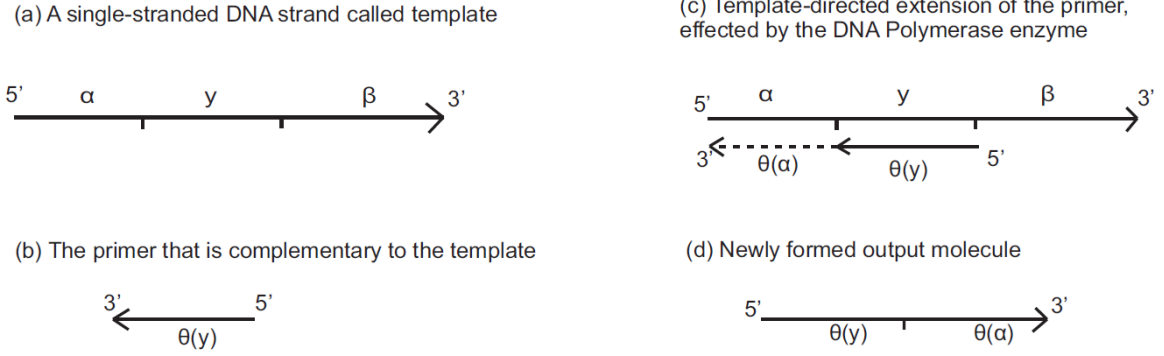 (a) A single-stranded DNA strand called template
5’ α y β 3’
(b) The primer that is complementary to the template
3’ 5’
θ(y)
(c) Template-directed extension of the primer,
effected by the DNA Polymerase enzyme
5’ α y β 3’
3’ θ(α) θ(y) 5’
(d) Newly formed output molecule
5’ 3’
θ(y) θ(α)